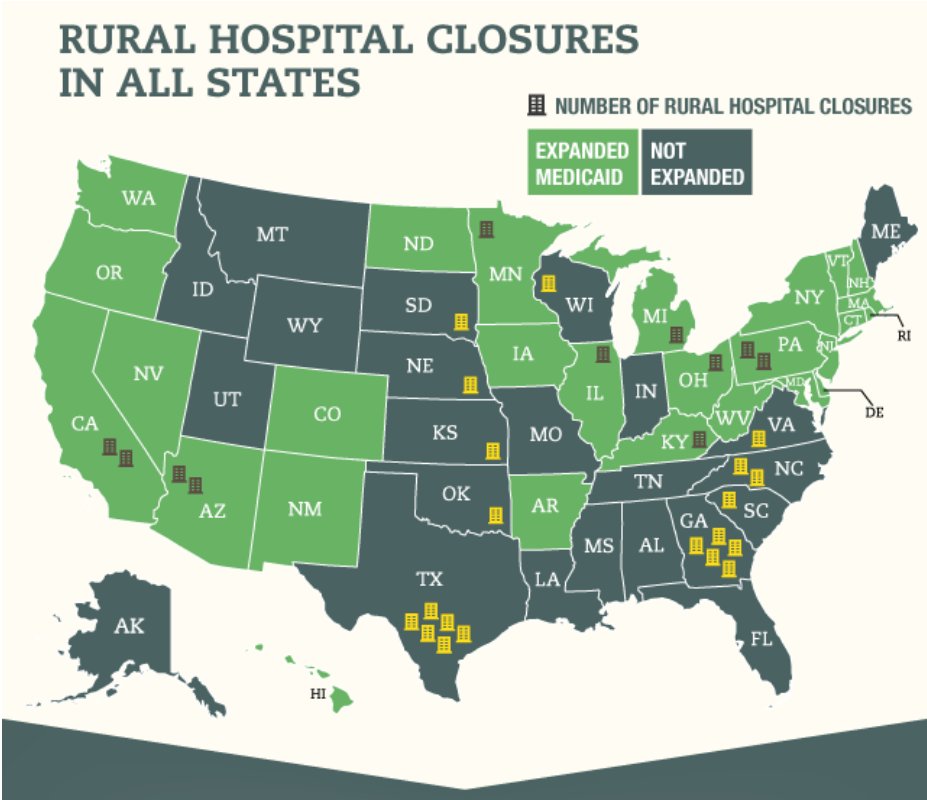 RURAL HOSPITAL CLOSURES
IN ALL STATES
NUMBER OF RURAL HOSPITAL CLOSURES
EXPANDED
MEDICAID
NOT
EXPANDED
WA
MT
ND
MN
ME
OR
ID
SD
WI
MI
VT
NH
NY
MA
CT
RI
WY
NE
IA
PA
NJ
NV
UT
CO
IL
IN
OH
MD
DE
CA
KS
MO
KY
WV
VA
AZ
NM
OK
AR
TN
NC
SC
TX
LA
MS
AL
GA
FL
AK
HI